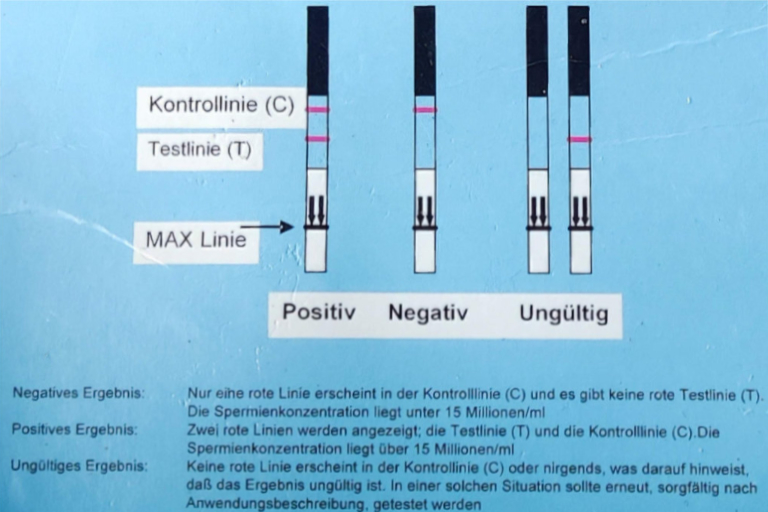 Kontrollinie (C)
Testlinie (T)
MAX Linie
Positiv Negativ Ungültig
Negatives Ergebnis: Nur eine rote Linie erscheint in der Kontrolllinie (C) und es gibt keine rote Testlinie (T).
Die Spermienkonzentration liegt unter 15 Millionen/ml
Positives Ergebnis: Zwei rote Linien werden angezeigt; die Testlinie (T) und die Kontrolllinie (C).Die
Spermienkonzentration liegt über 15 Millionen/ml
Ungültiges Ergebnis: Keine rote Linie erscheint in der Kontrollinie (C) oder nirgends, was darauf hinweist,
daß das Ergebnis ungültig ist. In einer solchen Situation sollte erneut, sorgfältig nach
Anwendungsbeschreibung, getestet werden